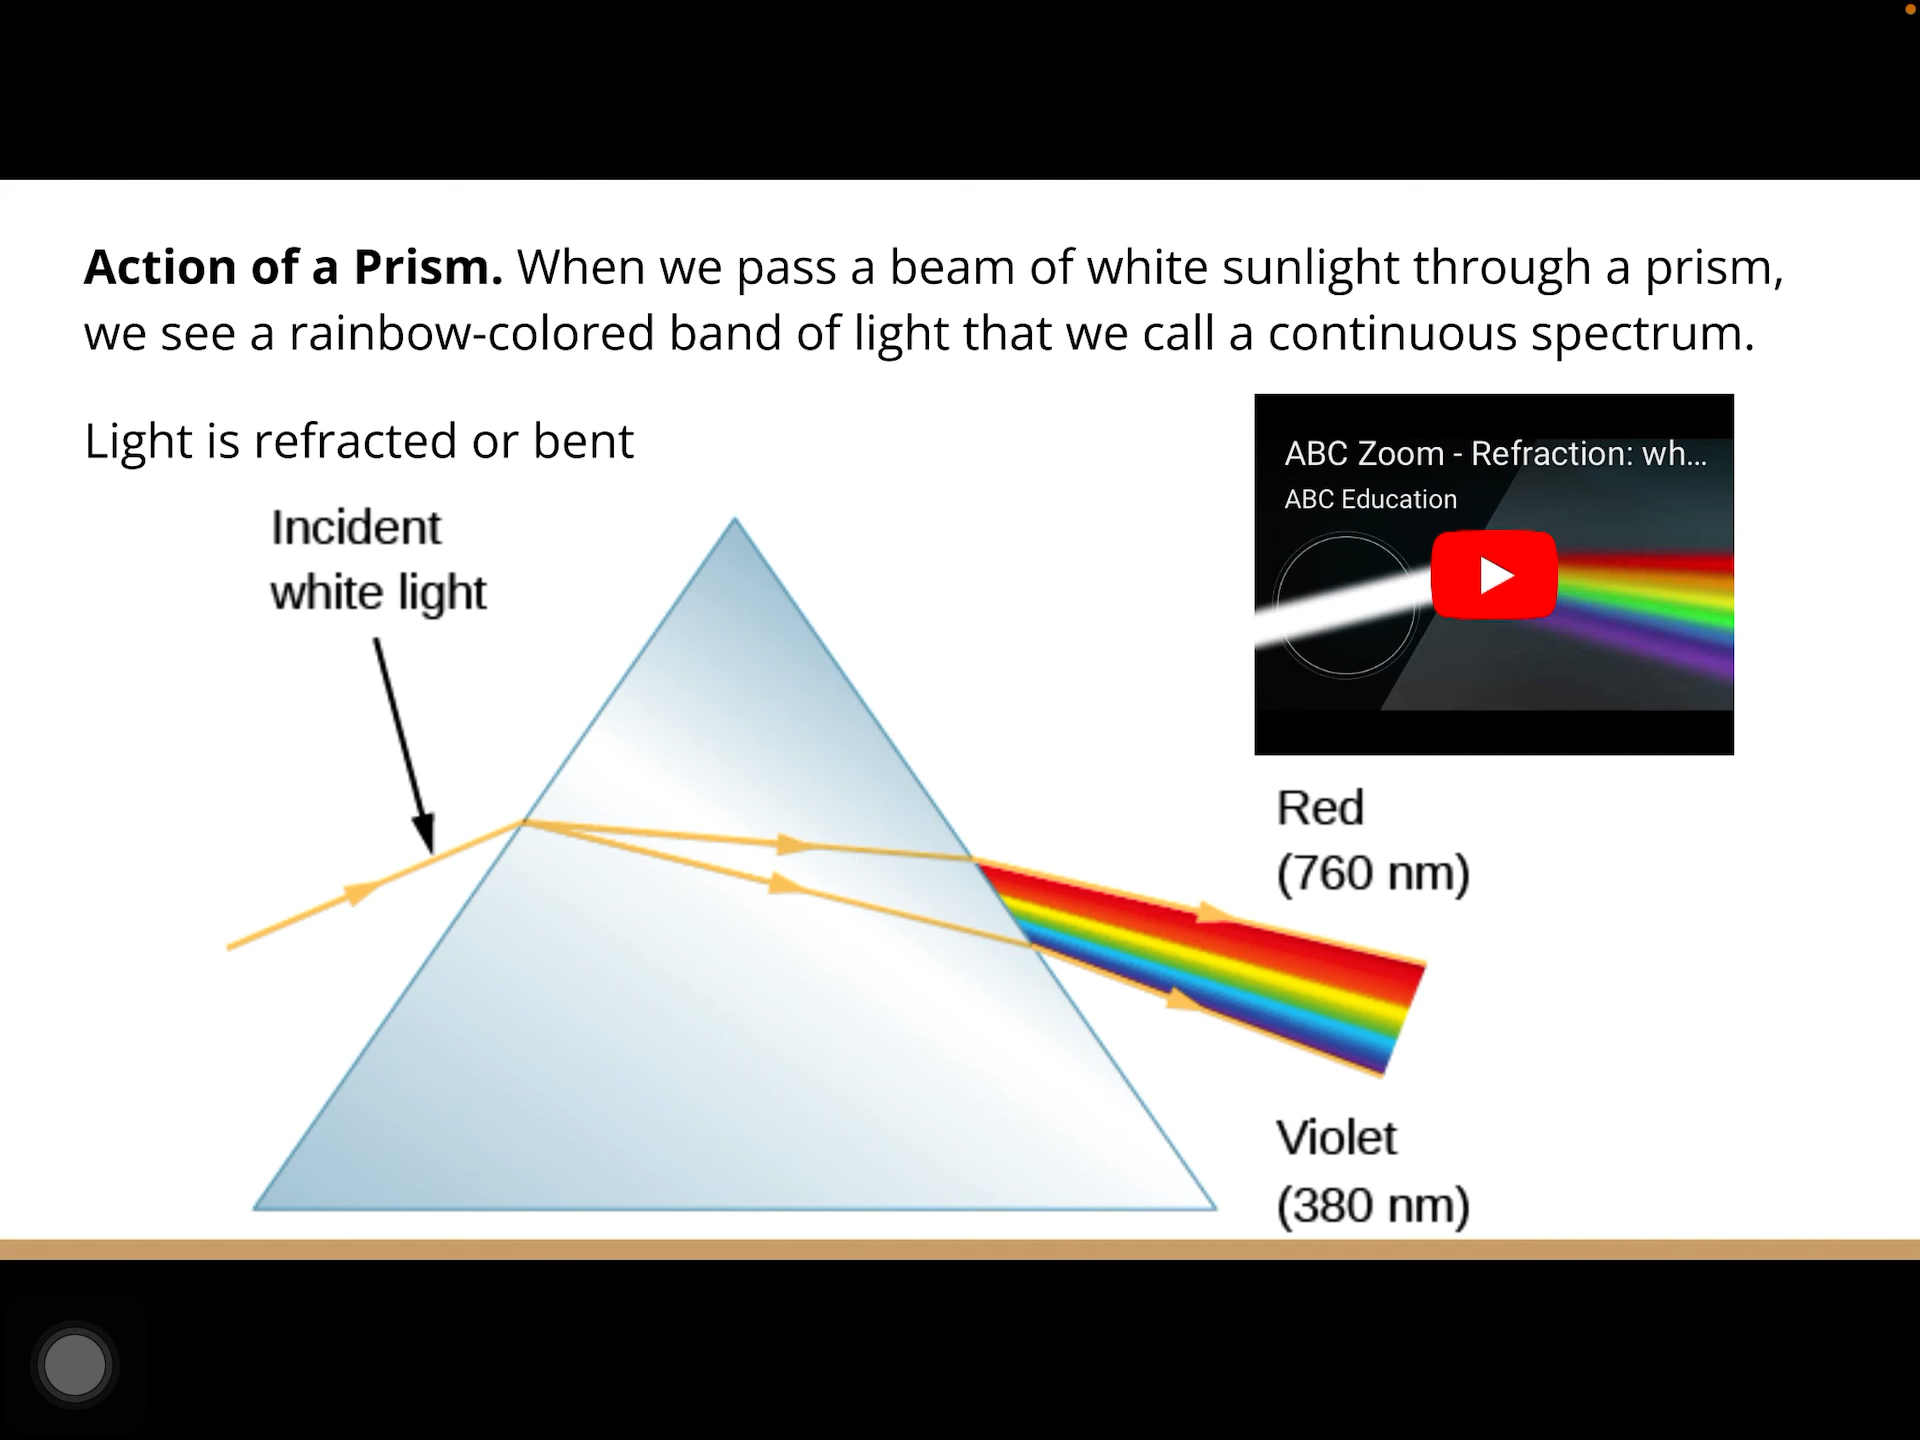 Action of a Prism. When we pass a beam of white sunlight through a prism,
we see a rainbow-colored band of light that we call a continuous spectrum.
Light is refracted or bent
ABC Zoom - Refraction: wh...
ABC Education
Incident
white light
Red
(760 nm)
Violet
(380 nm)